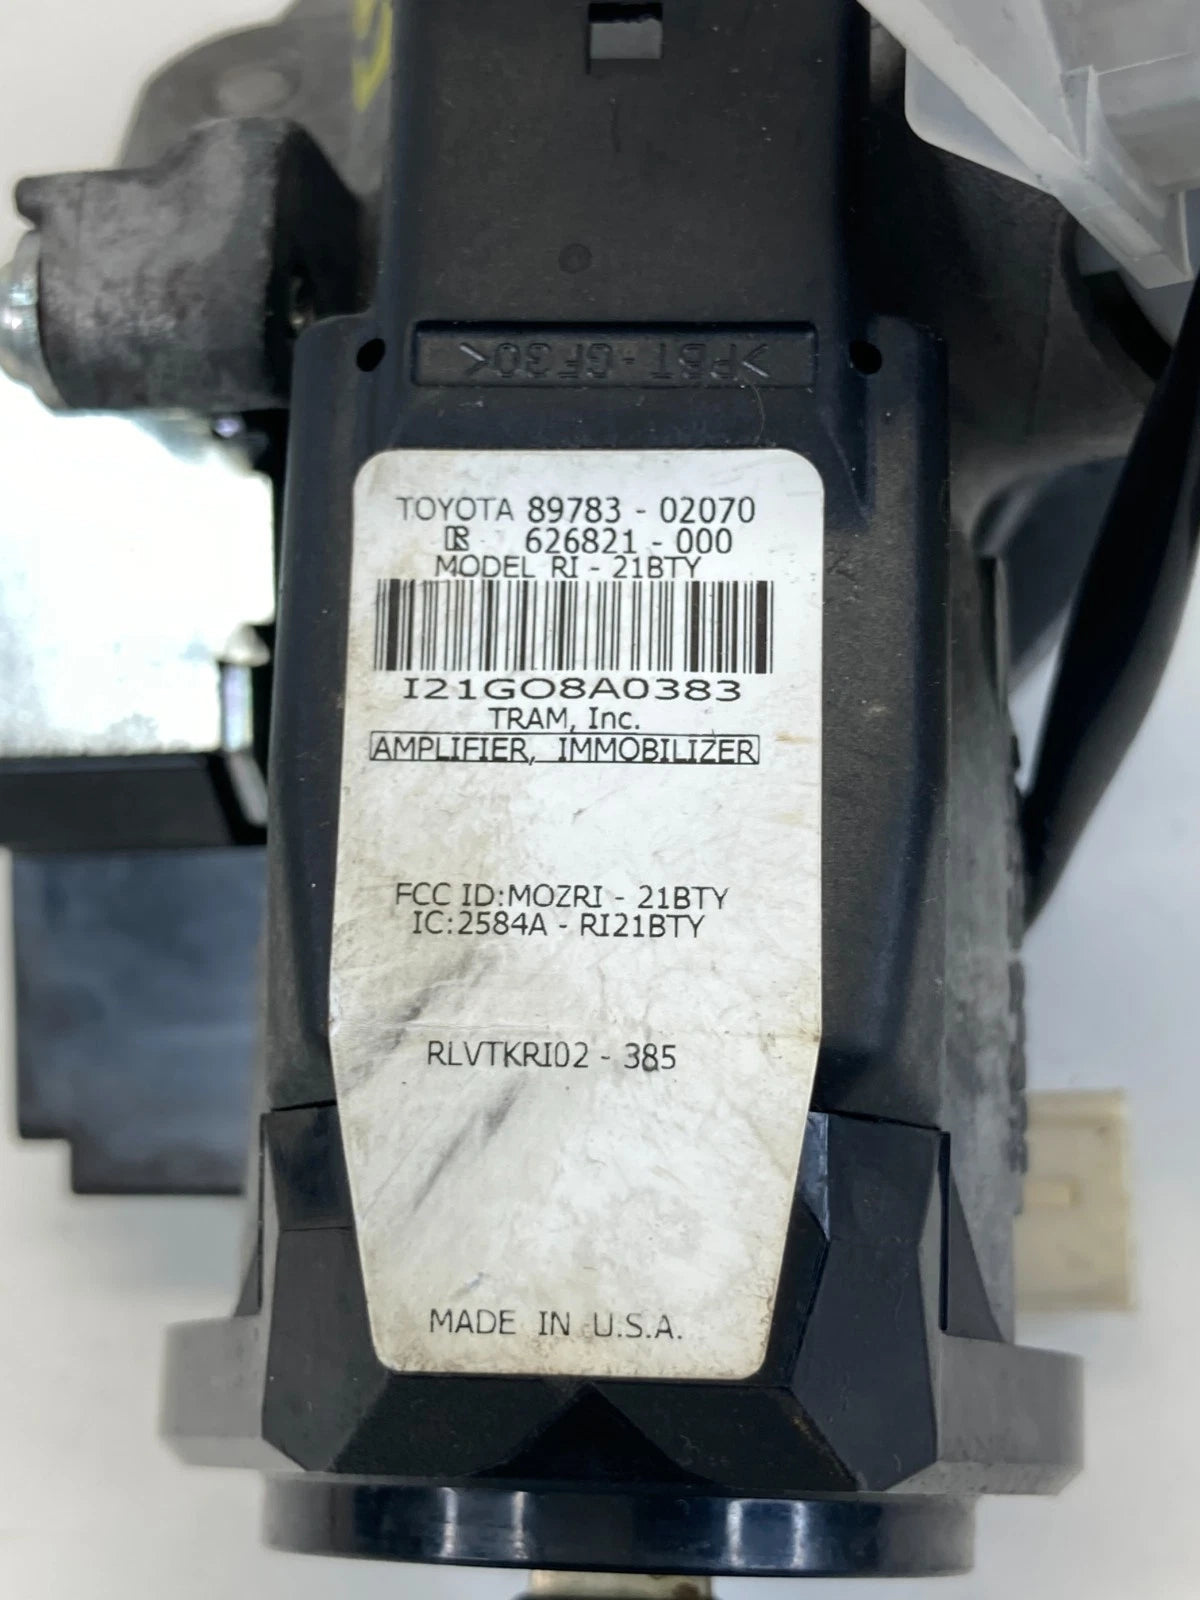 >PBT-GF30<
TOYOTA 89783 - 02070
R 626821 - 000
MODEL RI - 21BTY
I21GO8A0383
TRAM, Inc.
AMPLIFIER, IMMOBILIZER
FCC ID:MOZRI - 21BTY
IC:2584A - RI21BTY
RLVTKRI02 - 385
MADE IN U.S.A.